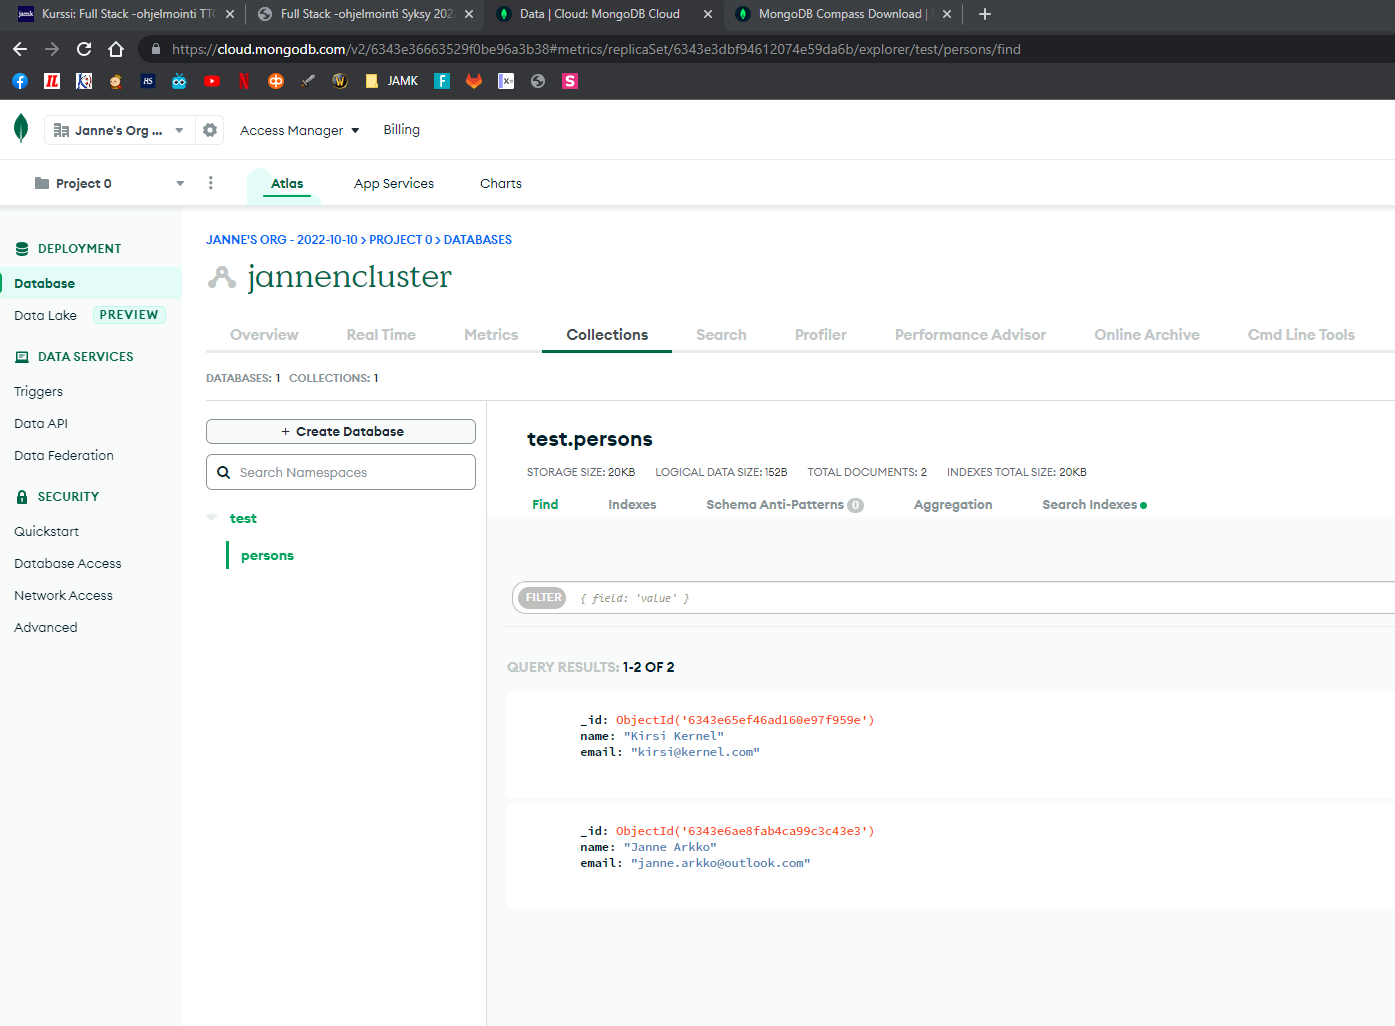 Kurssi: Full Stack -ohjelmointi TTC
Full Stack -ohjelmointi Syksy 202
Data | Cloud: MongoDB Cloud
MongoDB Compass Download |
https://cloud.mongodb.com/v2/6343e36663529f0be96a3b38#metrics/replicaSet/6343e3dbf94612074e59da6b/explorer/test/persons/find
JAMK
Janne's Org ...
Access Manager
Billing
Project 0
Atlas
App Services
Charts
DEPLOYMENT
Database
Data Lake PREVIEW
DATA SERVICES
Triggers
Data API
Data Federation
SECURITY
Quickstart
Database Access
Network Access
Advanced
JANNE'S ORG - 2022-10-10 > PROJECT 0 > DATABASES
jannencluster
Overview Real Time Metrics Collections Search Profiler Performance Advisor Online Archive Cmd Line Tools
DATABASES: 1 COLLECTIONS: 1
+ Create Database
Search Namespaces
test
persons
test.persons
STORAGE SIZE: 20KB LOGICAL DATA SIZE: 152B TOTAL DOCUMENTS: 2 INDEXES TOTAL SIZE: 20KB
Find Indexes Schema Anti-Patterns 0 Aggregation Search Indexes
FILTER { field: 'value' }
QUERY RESULTS: 1-2 OF 2
_id: ObjectId('6343e65ef46ad160e97f959e')
name: "Kirsi Kernel"
email: "kirsi@kernel.com"
_id: ObjectId('6343e6ae8fab4ca99c3c43e3')
name: "Janne Arkko"
email: "janne.arkko@outlook.com"